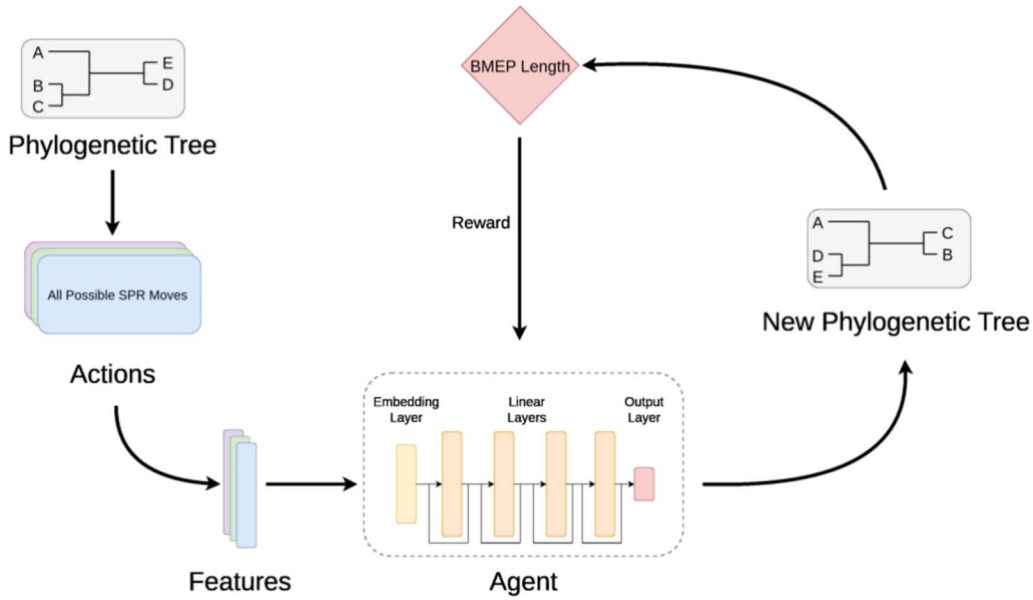 A
B
C
E
D
Phylogenetic Tree
All Possible SPR Moves
Actions
Features
BMEP Length
Reward
Embedding
Layer
Linear
Layers
Output
Layer
Agent
A
D
E
C
B
New Phylogenetic Tree